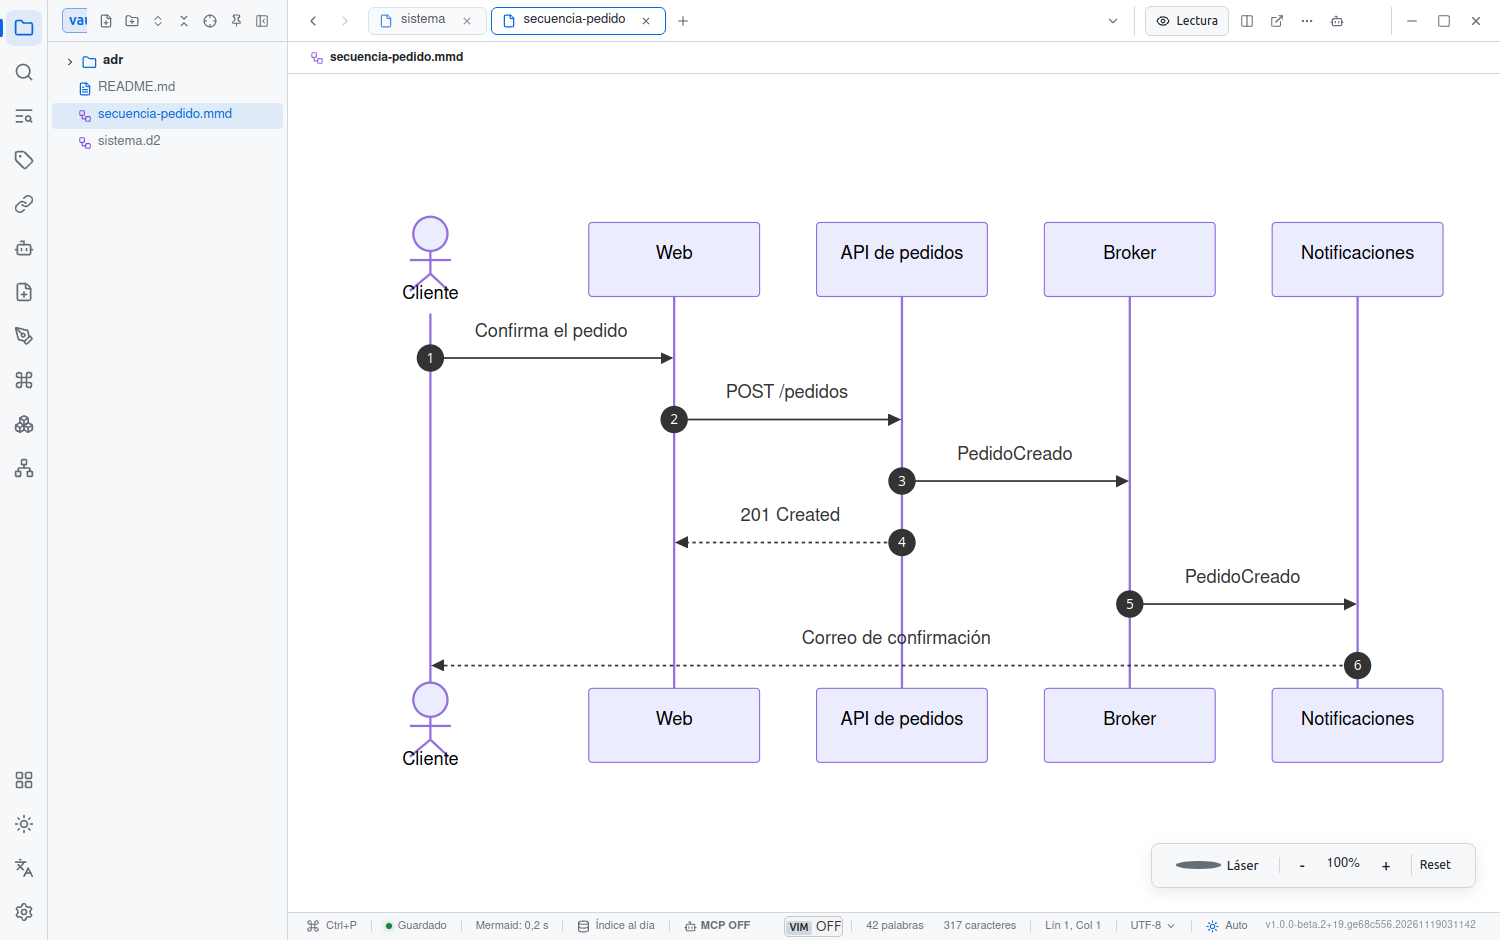 sistema
secuencia-pedido
Lectura
secuencia-pedido.mmd
adr
README.md
secuencia-pedido.mmd
sistema.d2
Cliente
Web
API de pedidos
Broker
Notificaciones
Confirma el pedido
1
POST /pedidos
2
PedidoCreado
3
201 Created
4
PedidoCreado
5
Correo de confirmación
6
Cliente
Web
API de pedidos
Broker
Notificaciones
Láser
- 100% +
Reset
Ctrl+P
Guardado
Mermaid: 0,2 s
Índice al día
MCP OFF
VIM OFF
42 palabras
317 caracteres
Lín 1, Col 1
UTF-8
Auto
v1.0.0-beta.2+19.ge68c556.20261119031142